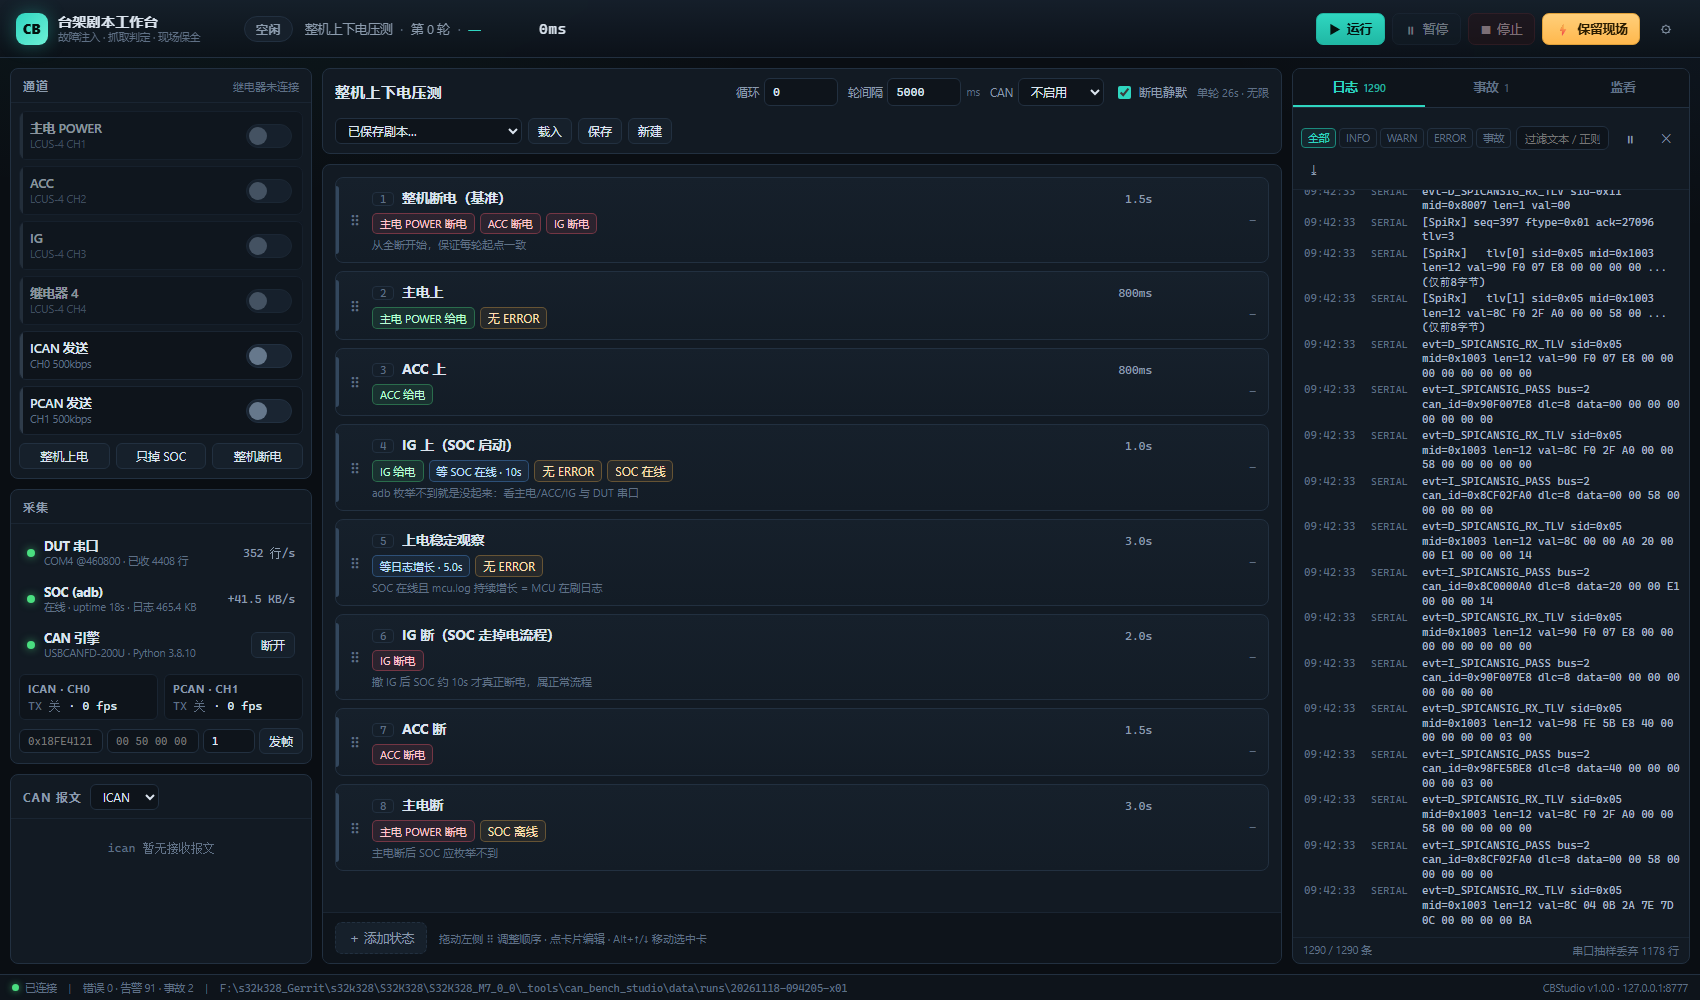 CB 台架剧本工作台
故障注入 · 抓取判定 · 现场保全
空闲 整机上下电压测 · 第 0 轮 · — 0ms
▶ 运行 ⏸ 暂停 ■ 停止 ⚡ 保留现场 ⚙
通道 继电器未连接
主电 POWER
LCUS-4 CH1
ACC
LCUS-4 CH2
IG
LCUS-4 CH3
继电器 4
LCUS-4 CH4
ICAN 发送
CH0 500kbps
PCAN 发送
CH1 500kbps
整机上电 只掉 SOC 整机断电
采集
DUT 串口 352 行/s
COM4 @460800 · 已收 4408 行
SOC (adb) +41.5 KB/s
在线 · uptime 18s · 日志 465.4 KB
CAN 引擎 断开
USBCANFD-200U · Python 3.8.10
ICAN · CH0 PCAN · CH1
TX 关 · 0 fps TX 关 · 0 fps
0x18FE4121 00 50 00 00 1 发帧
CAN 报文 ICAN
ican 暂无接收报文
整机上下电压测 循环 0 轮间隔 5000 ms CAN 不启用 断电静默 单轮 26s · 无限
已保存剧本... 载入 保存 新建
1 整机断电（基准） 1.5s
主电 POWER 断电 ACC 断电 IG 断电 —
从全断开始，保证每轮起点一致
2 主电上 800ms
主电 POWER 给电 无 ERROR —
3 ACC 上 800ms
ACC 给电 —
4 IG 上（SOC 启动） 1.0s
IG 给电 等 SOC 在线 · 10s 无 ERROR SOC 在线 —
adb 枚举不到就是没起来：看主电/ACC/IG 与 DUT 串口
5 上电稳定观察 3.0s
等日志增长 · 5.0s 无 ERROR —
SOC 在线且 mcu.log 持续增长 = MCU 在刷日志
6 IG 断（SOC 走掉电流程） 2.0s
IG 断电 —
撤 IG 后 SOC 约 10s 才真正断电，属正常流程
7 ACC 断 1.5s
ACC 断电 —
8 主电断 3.0s
主电 POWER 断电 SOC 离线 —
主电断后 SOC 应枚举不到
+ 添加状态 拖动左侧 ⠿ 调整顺序 · 点卡片编辑 · Alt+↑/↓ 移动选中卡
日志 1290 事故 1 监看
全部 INFO WARN ERROR 事故 过滤文本 / 正则 ⏸ ✕
⤓
09:42:33 SERIAL evt=D_SPICANSIG_RX_TLV sid=0x11
mid=0x8007 len=1 val=00
09:42:33 SERIAL [SpiRx] seq=397 ftype=0x01 ack=27096
tlv=3
09:42:33 SERIAL [SpiRx] tlv[0] sid=0x05 mid=0x1003
len=12 val=90 F0 07 E8 00 00 00 00 ...
(仅前8字节)
09:42:33 SERIAL [SpiRx] tlv[1] sid=0x05 mid=0x1003
len=12 val=8C F0 2F A0 00 00 58 00 ...
(仅前8字节)
09:42:33 SERIAL evt=D_SPICANSIG_RX_TLV sid=0x05
mid=0x1003 len=12 val=90 F0 07 E8 00 00
00 00 00 00 00 00
09:42:33 SERIAL evt=I_SPICANSIG_PASS bus=2
can_id=0x90F007E8 dlc=8 data=00 00 00 00
00 00 00 00
09:42:33 SERIAL evt=D_SPICANSIG_RX_TLV sid=0x05
mid=0x1003 len=12 val=8C F0 2F A0 00 00
58 00 00 00 00 00
09:42:33 SERIAL evt=I_SPICANSIG_PASS bus=2
can_id=0x8CF02FA0 dlc=8 data=00 00 58 00
00 00 00 00
09:42:33 SERIAL evt=D_SPICANSIG_RX_TLV sid=0x05
mid=0x1003 len=12 val=8C 00 00 A0 20 00
00 E1 00 00 00 14
09:42:33 SERIAL evt=I_SPICANSIG_PASS bus=2
can_id=0x8C0000A0 dlc=8 data=20 00 00 E1
00 00 00 14
09:42:33 SERIAL evt=D_SPICANSIG_RX_TLV sid=0x05
mid=0x1003 len=12 val=90 F0 07 E8 00 00
00 00 00 00 00 00
09:42:33 SERIAL evt=I_SPICANSIG_PASS bus=2
can_id=0x90F007E8 dlc=8 data=00 00 00 00
00 00 00 00
09:42:33 SERIAL evt=D_SPICANSIG_RX_TLV sid=0x05
mid=0x1003 len=12 val=98 FE 5B E8 40 00
00 00 00 00 03 00
09:42:33 SERIAL evt=I_SPICANSIG_PASS bus=2
can_id=0x98FE5BE8 dlc=8 data=40 00 00 00
00 00 03 00
09:42:33 SERIAL evt=D_SPICANSIG_RX_TLV sid=0x05
mid=0x1003 len=12 val=8C F0 2F A0 00 00
58 00 00 00 00 00
09:42:33 SERIAL evt=I_SPICANSIG_PASS bus=2
can_id=0x8CF02FA0 dlc=8 data=00 00 58 00
00 00 00 00
09:42:33 SERIAL evt=D_SPICANSIG_RX_TLV sid=0x05
mid=0x1003 len=12 val=8C 04 0B 2A 7E 7D
0C 00 00 00 00 BA
1290 / 1290 条 串口抽样丢弃 1178 行
已连接 | 错误 0 · 告警 91 · 事故 2 | F:\s32k328_Gerrit\s32k328\S32K328\S32K328_M7_0_0\_tools\can_bench_studio\data\runs\20261118-094205-x01 CBStudio v1.0.0 · 127.0.0.1:8777